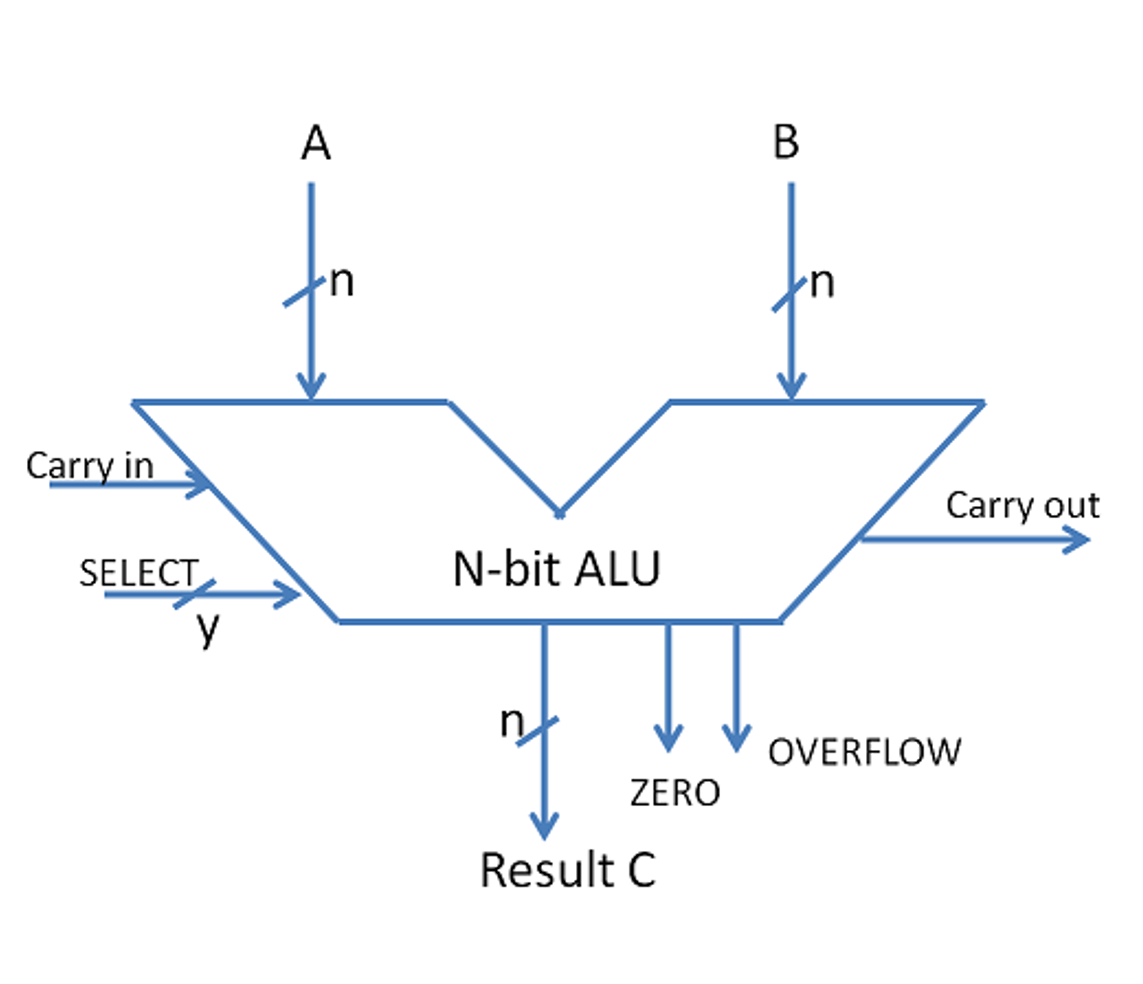 A
B
n
n
Carry in
Carry out
SELECT
N-bit ALU
y
n
OVERFLOW
ZERO
Result C